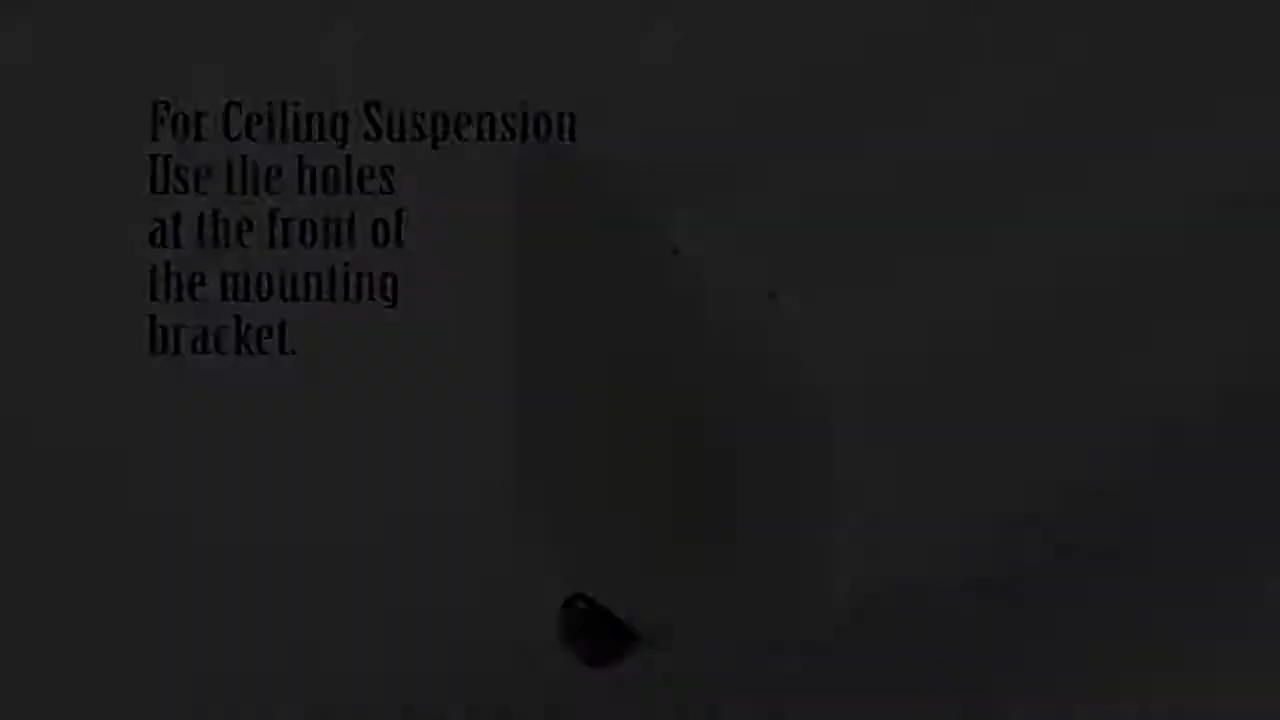 For Ceiling Suspension
Use the holes
at the front of
the mounting
bracket.